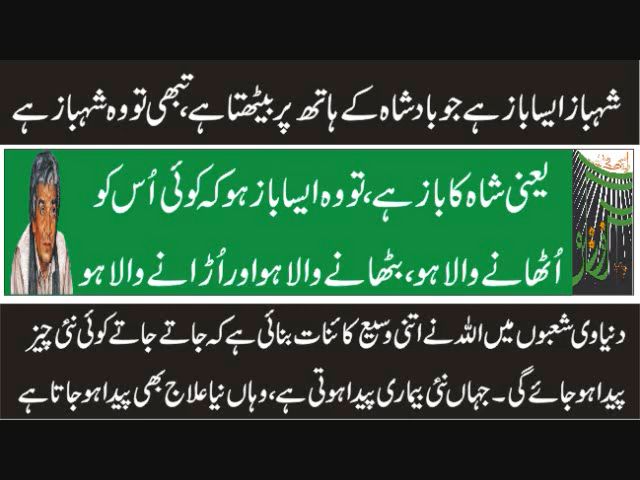 شہباز ایسا باز ہے جو بادشاہ کے ہاتھ پر بیٹھتا ہے، تبھی تو وہ شہباز ہے
یعنی شاہ کا باز ہے، تو وہ ایسا باز ہو کہ کوئی اُس کو
اُٹھانے والا ہو، بٹھانے والا ہو اور اُڑانے والا ہو
دنیاوی شعبوں میں اللہ نے اتنی وسیع کائنات بنائی ہے کہ جاتے جاتے کوئی نئی چیز
پیدا ہو جائے گی ۔ جہاں نئی بیماری پیدا ہوتی ہے، وہاں نیا علاج بھی پیدا ہو جاتا ہے